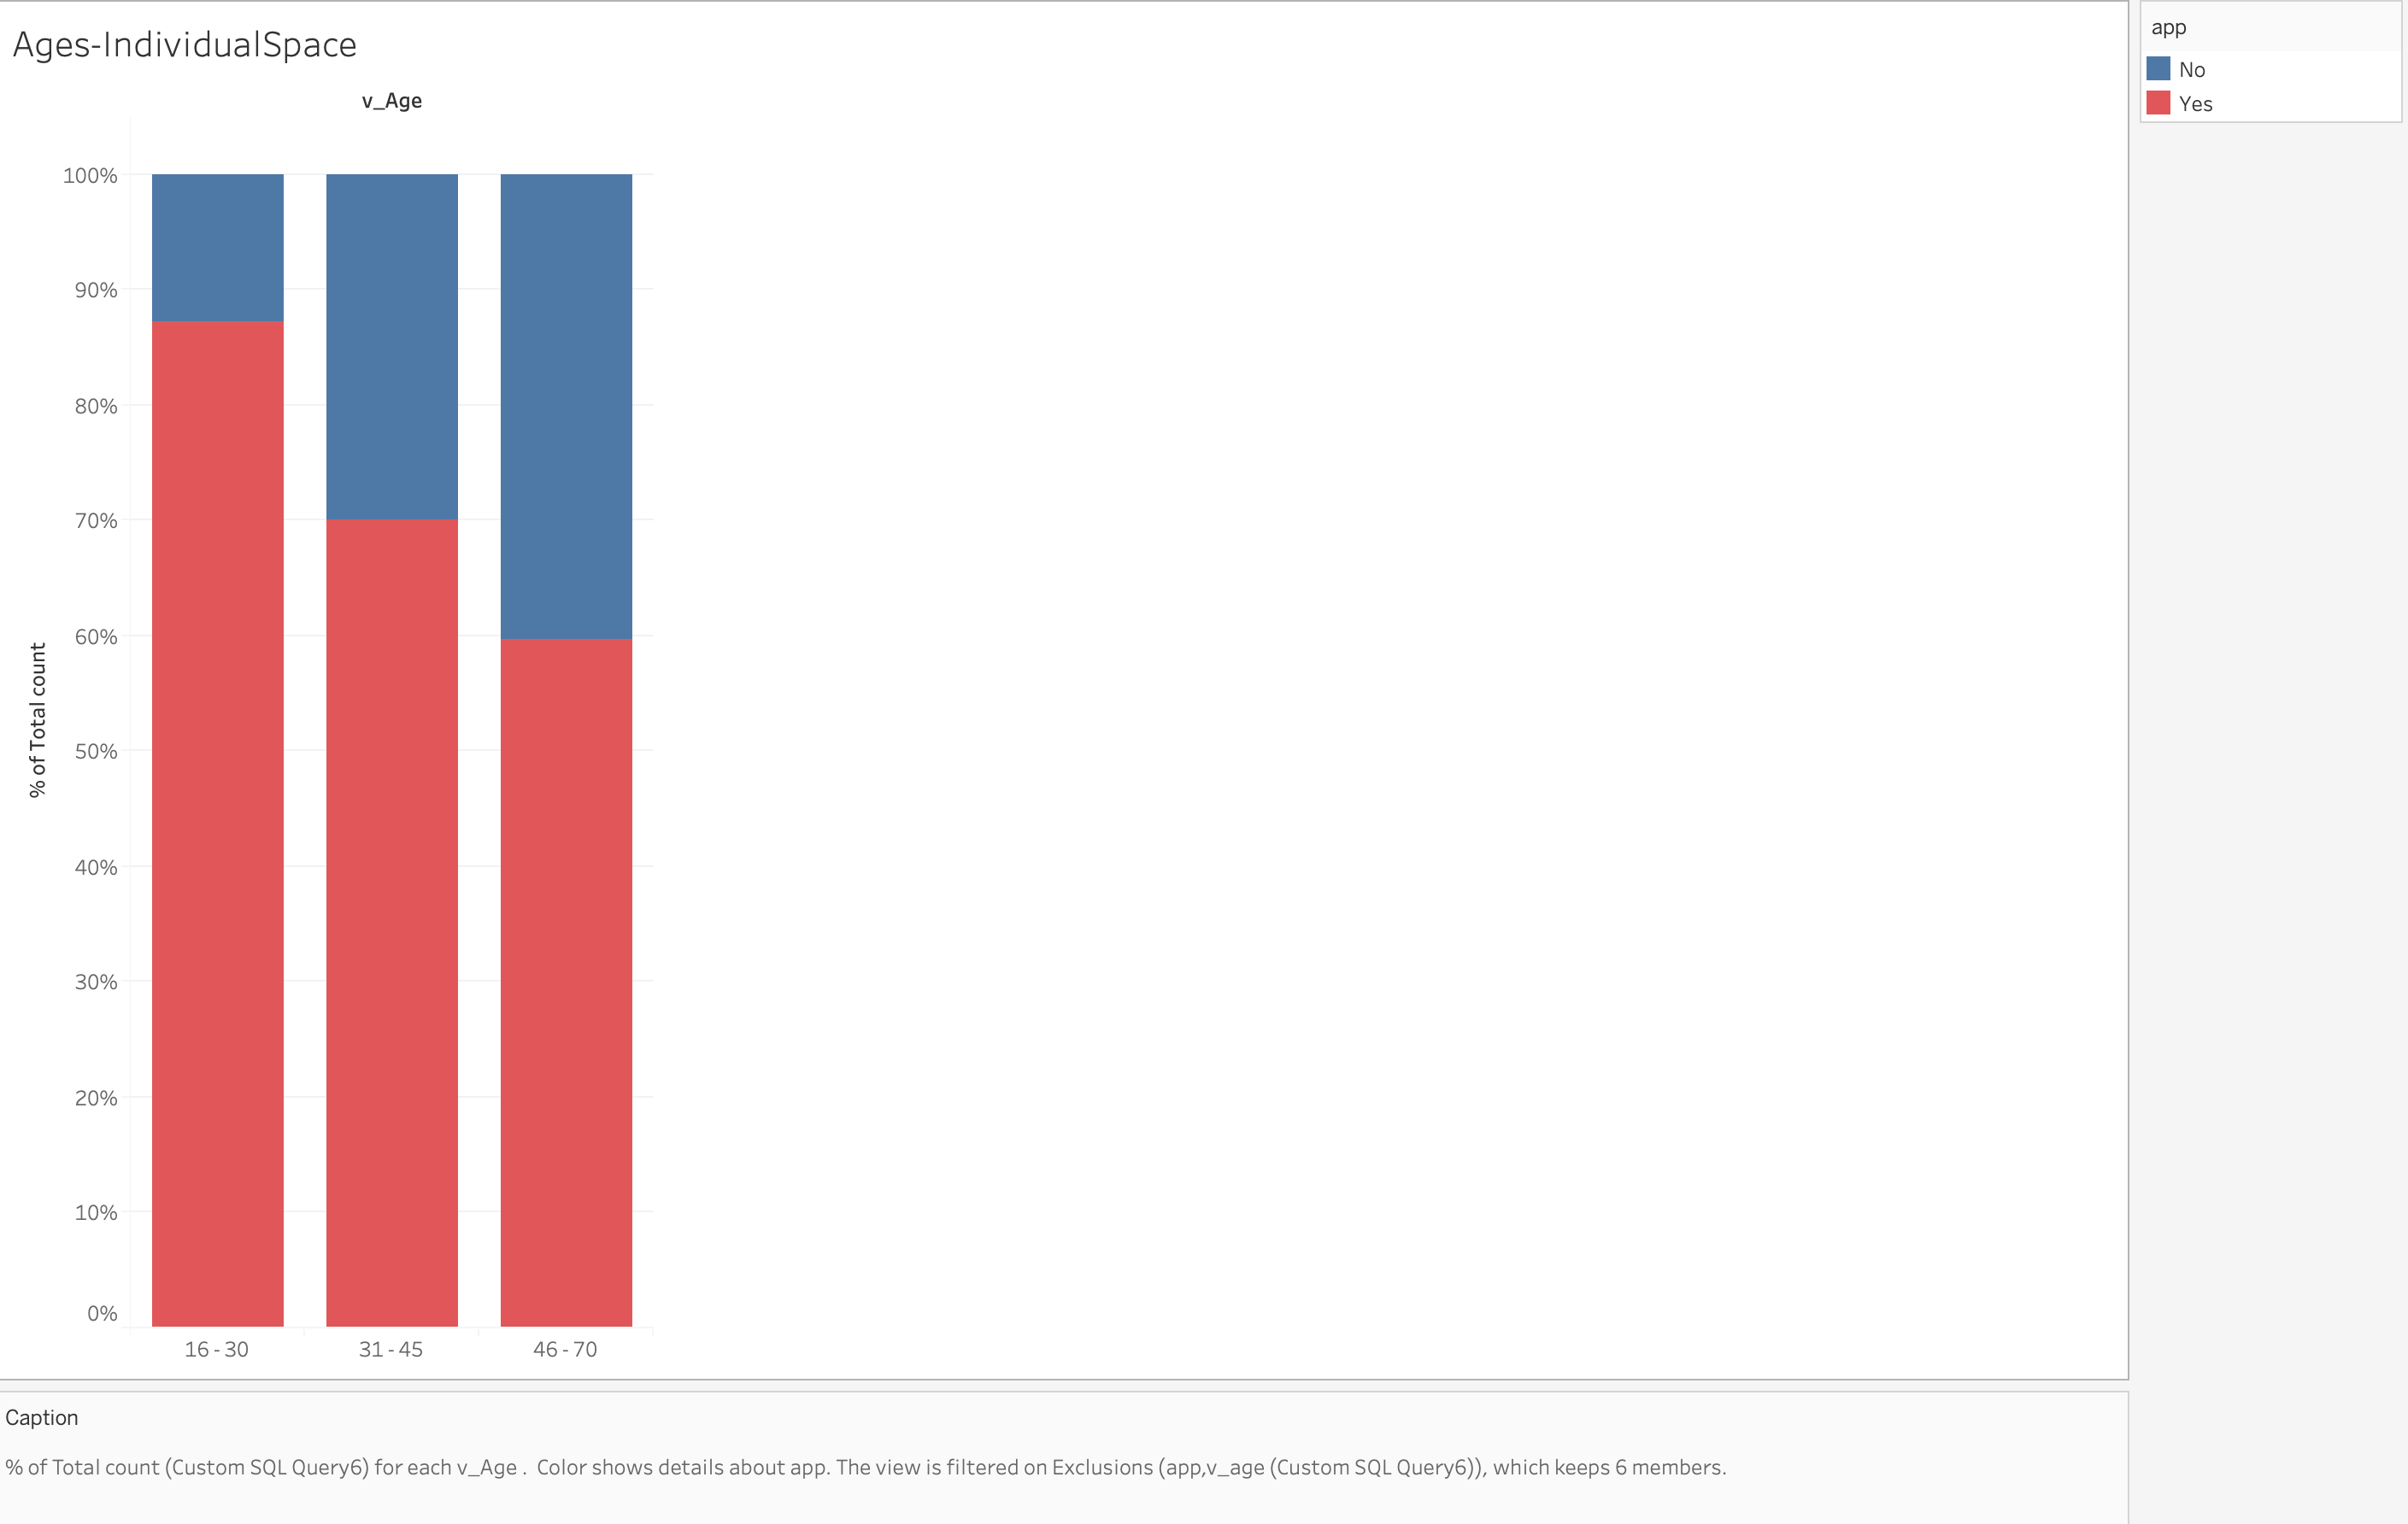 Ages-IndividualSpace
v_Age
100%
90%
80%
70%
60%
50%
40%
30%
20%
10%
0%
% of Total count
16 - 30
31 - 45
46 - 70
app
No
Yes
Caption
% of Total count (Custom SQL Query6) for each v_Age .  Color shows details about app. The view is filtered on Exclusions (app,v_age (Custom SQL Query6)), which keeps 6 members.